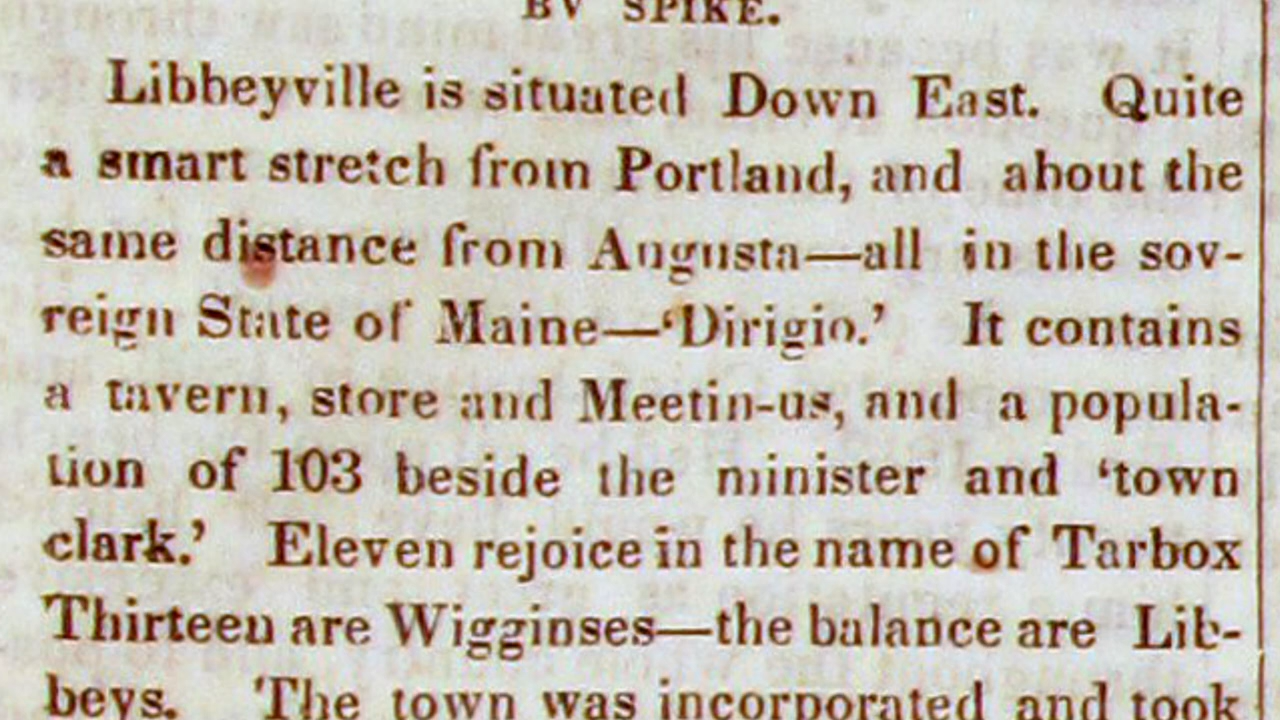 BY SPIKE.
Libbeyville is situated Down East. Quite
a smart stretch from Portland, and about the
same distance from Augusta—all in the sov-
reign State of Maine—‘Dirigio.’ It contains
a tavern, store and Meetin-us, and a popula-
tion of 103 beside the minister and ‘town
clark.’ Eleven rejoice in the name of Tarbox
Thirteen are Wigginses—the balance are Lib-
beys. The town was incorporated and took